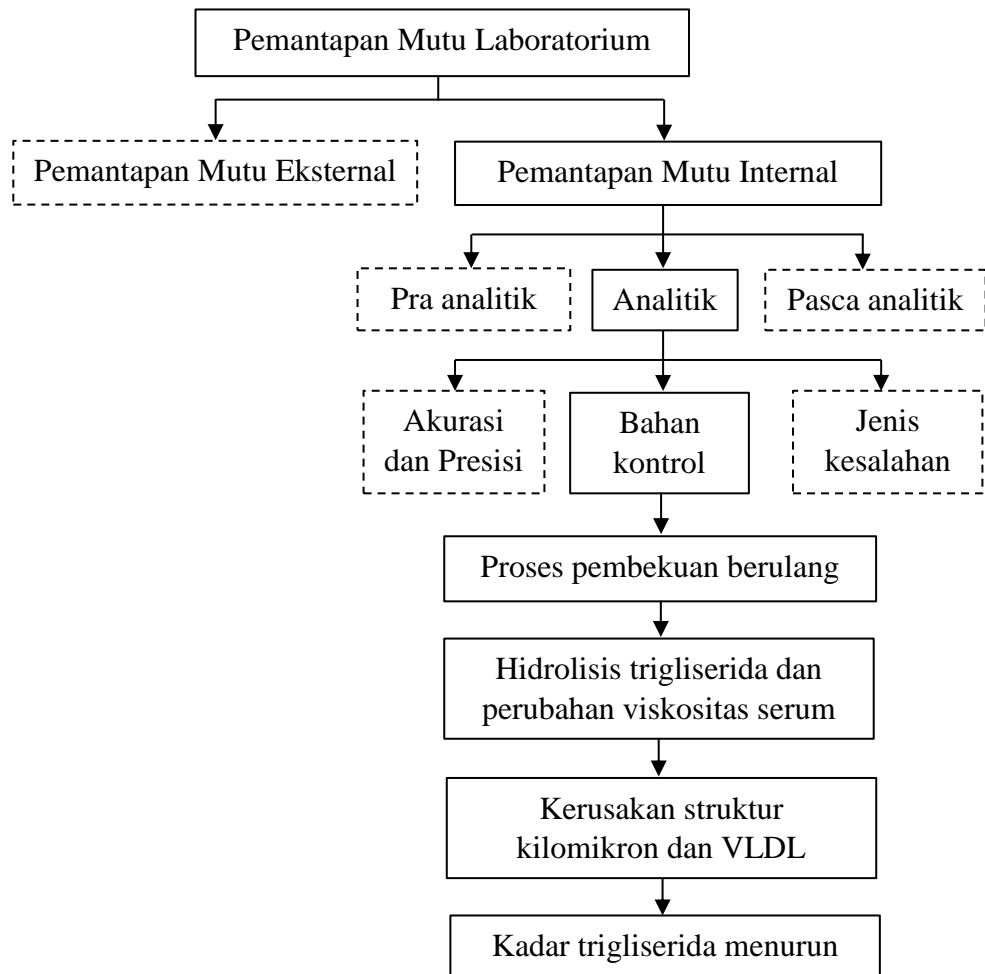 Pemantapan Mutu Laboratorium
Pemantapan Mutu Eksternal
Pemantapan Mutu Internal
Pra analitik
Analitik
Pasca analitik
Akurasi
dan Presisi
Bahan
kontrol
Jenis
kesalahan
Proses pembekuan berulang
Hidrolisis trigliserida dan
perubahan viskositas serum
Kerusakan struktur
kilomikron dan VLDL
Kadar trigliserida menurun